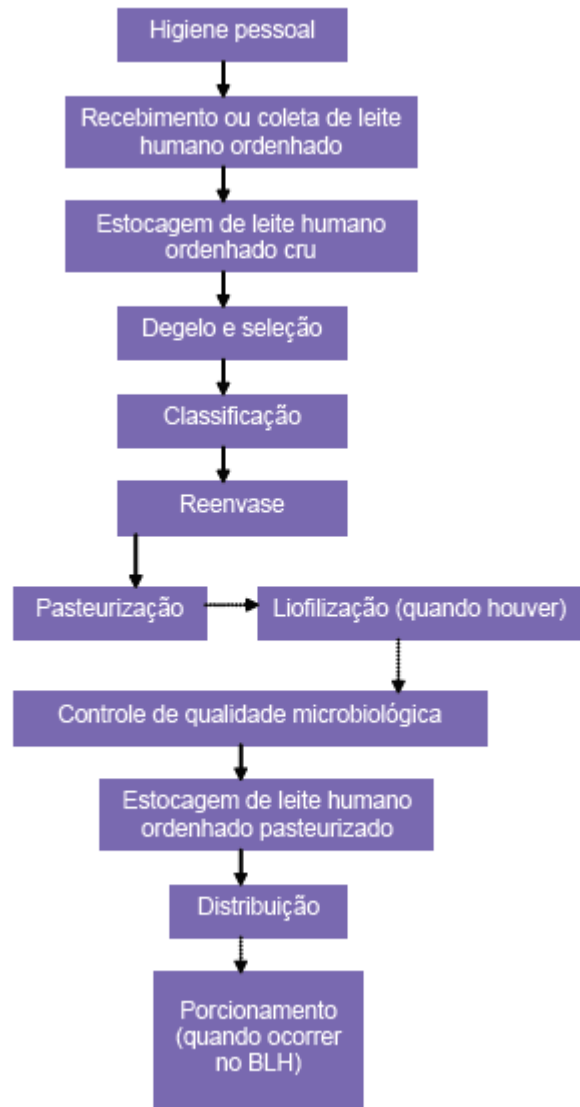 Higiene pessoal
Recebimento ou coleta de leite
humano ordenhado
Estocagem de leite humano
ordenhado cru
Degelo e seleção
Classificação
Reenvase
Pasteurização
Liofilização (quando houver)
Controle de qualidade microbiológica
Estocagem de leite humano
ordenhado pasteurizado
Distribuição
Porcionamento
(quando ocorrer
no BLH)